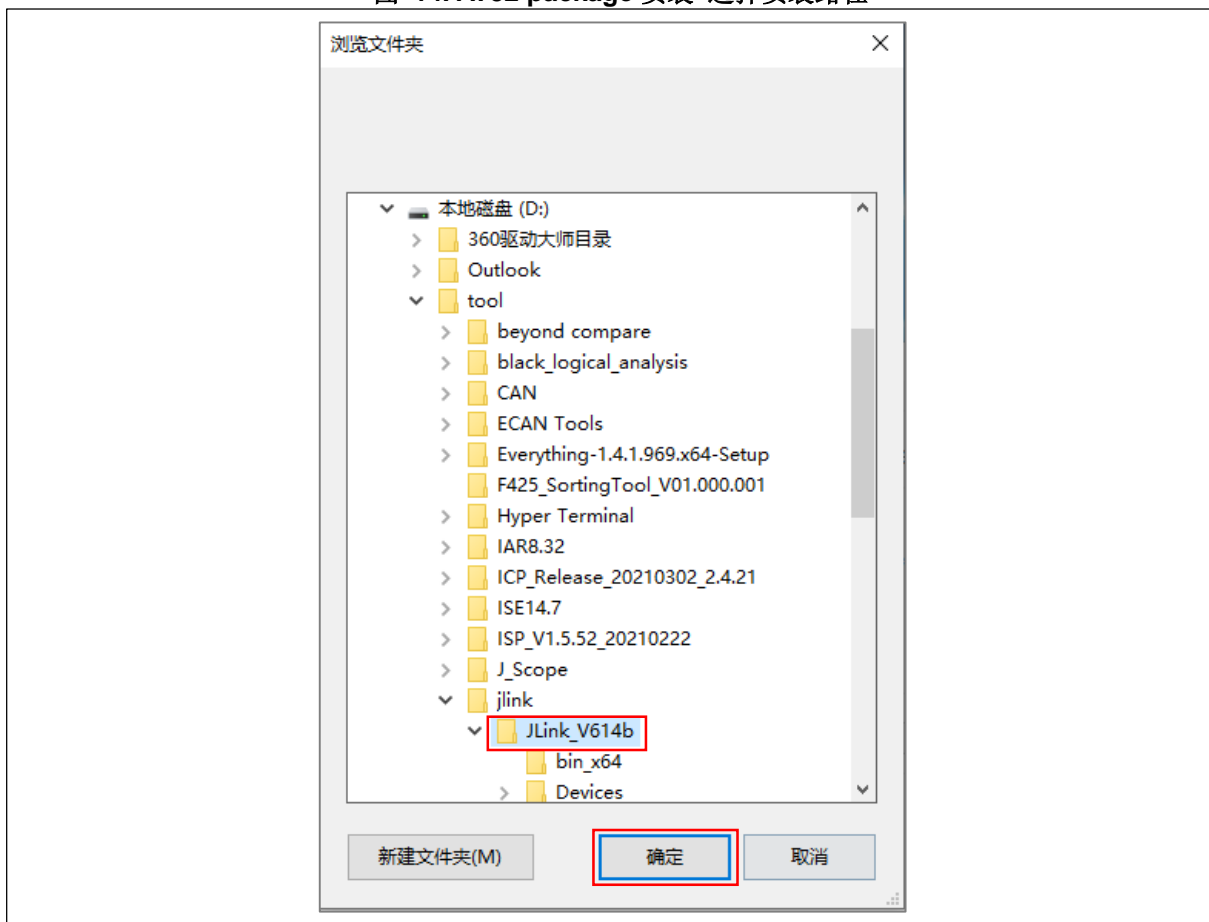 浏览文件夹
本地磁盘 (D:)
360驱动大师目录
Outlook
tool
beyond compare
black_logical_analysis
CAN
ECAN Tools
Everything-1.4.1.969.x64-Setup
F425_SortingTool_V01.000.001
Hyper Terminal
IAR8.32
ICP_Release_20210302_2.4.21
ISE14.7
ISP_V1.5.52_20210222
J_Scope
jlink
JLink_V614b
bin_x64
Devices
新建文件夹(M) 确定 取消